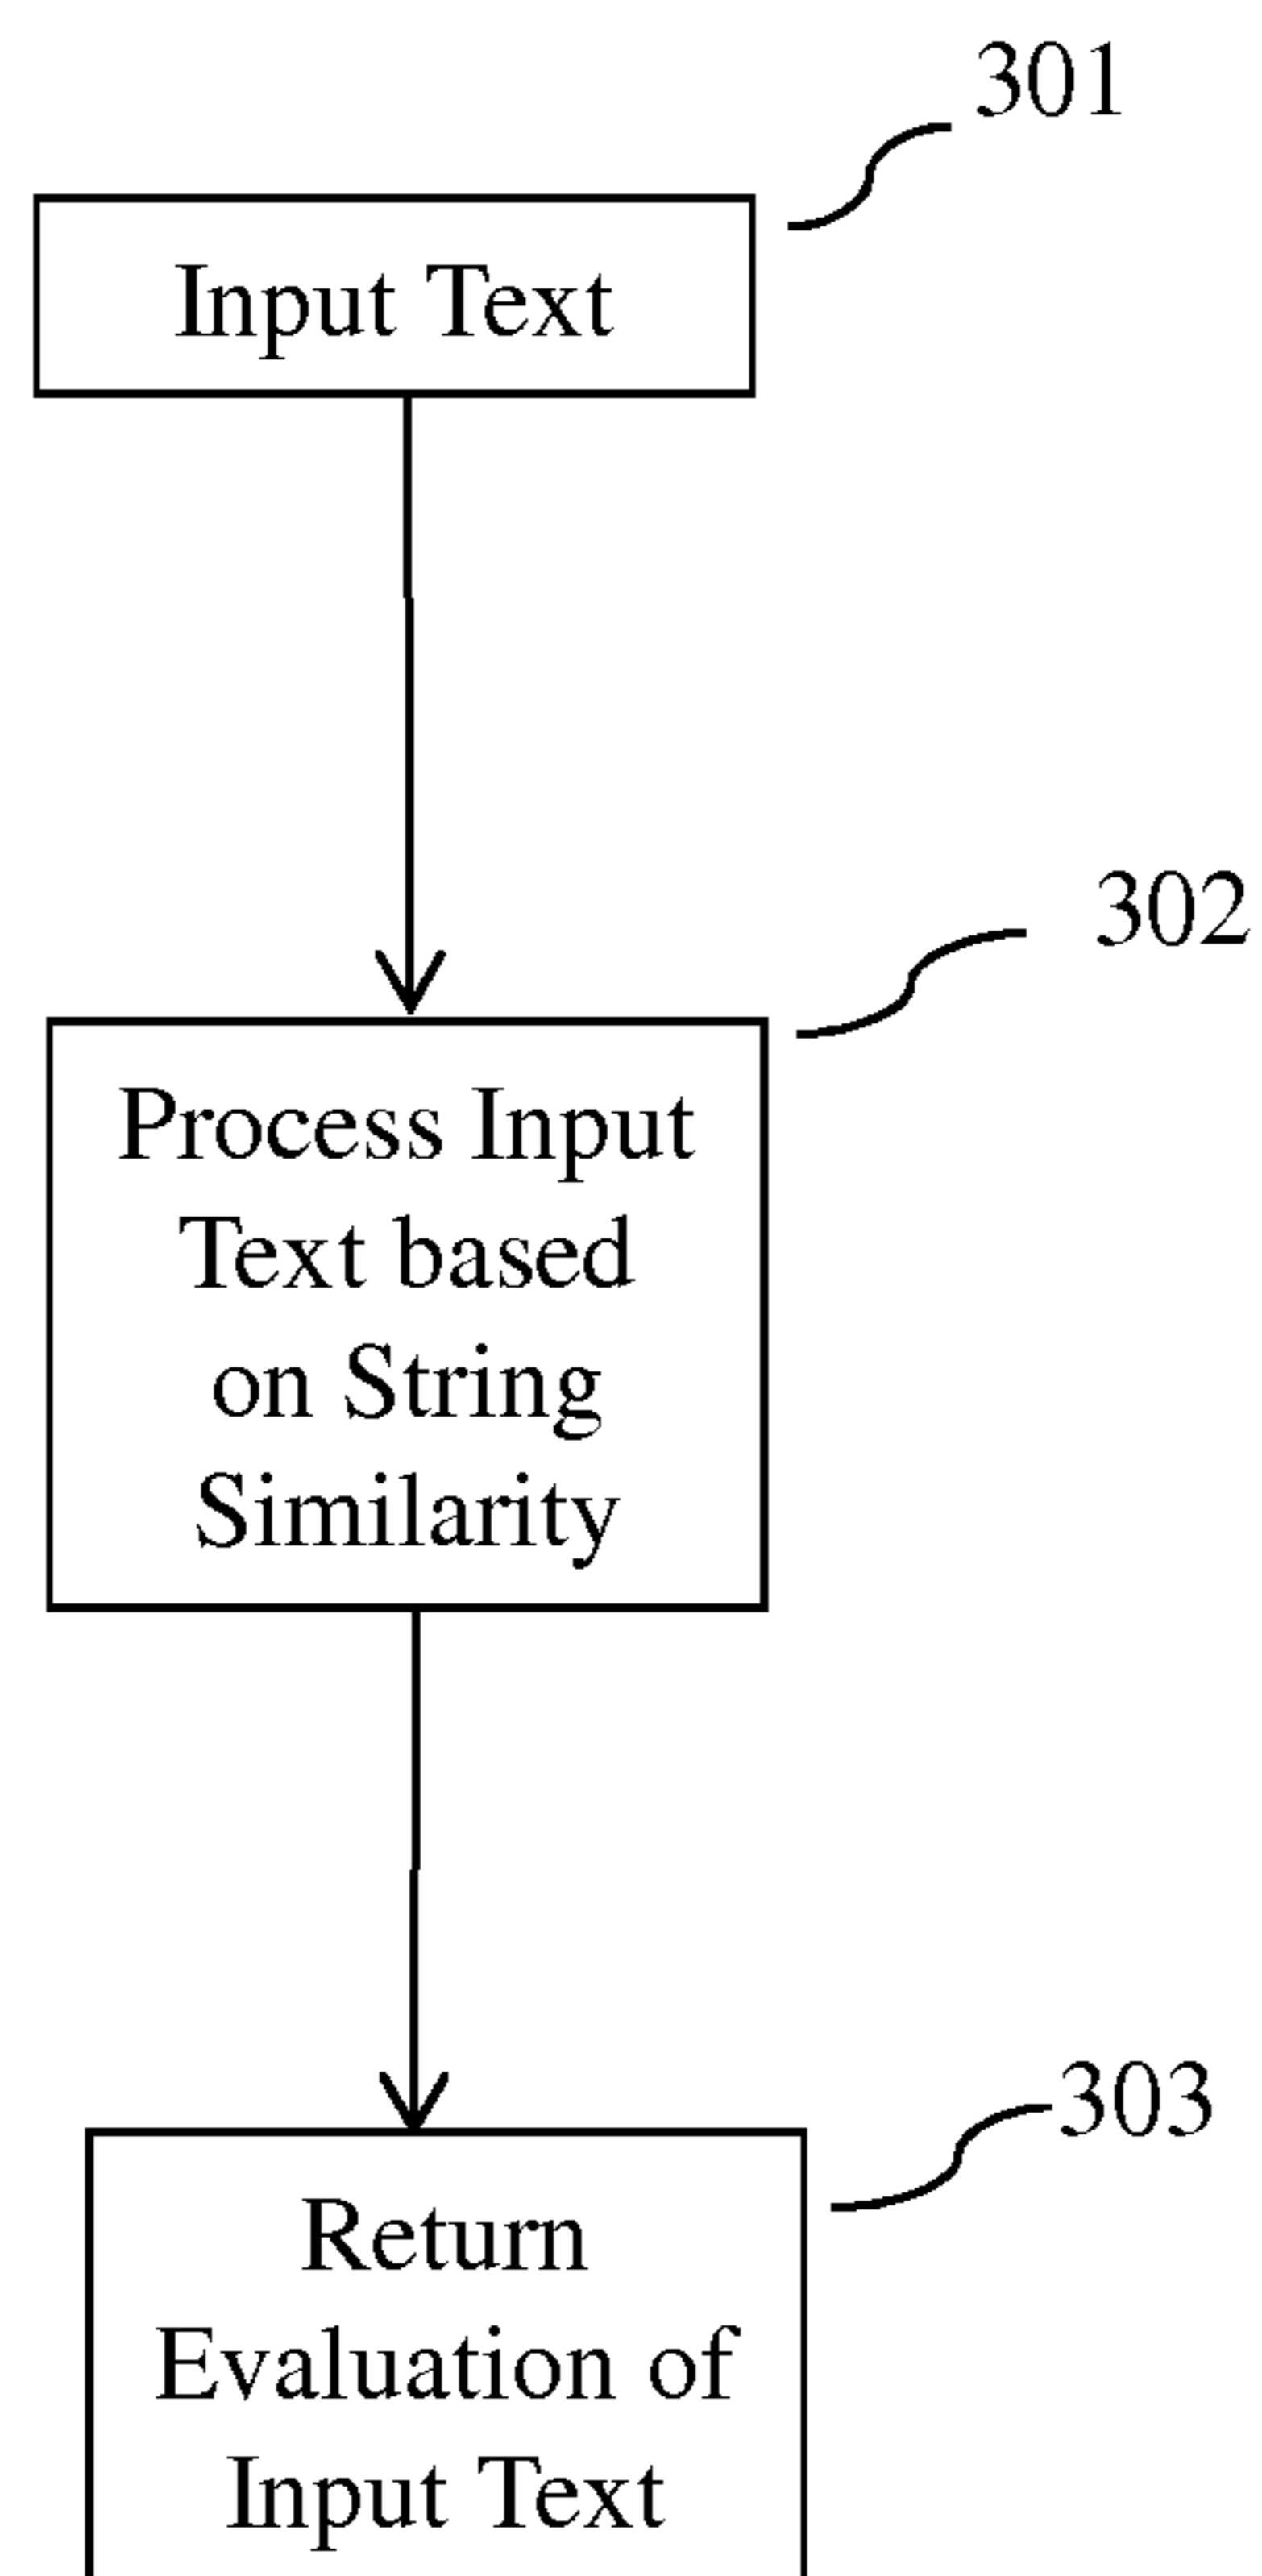 301
Input Text
302
Process Input
Text based
on String
Similarity
303
Return
Evaluation of
Input Text